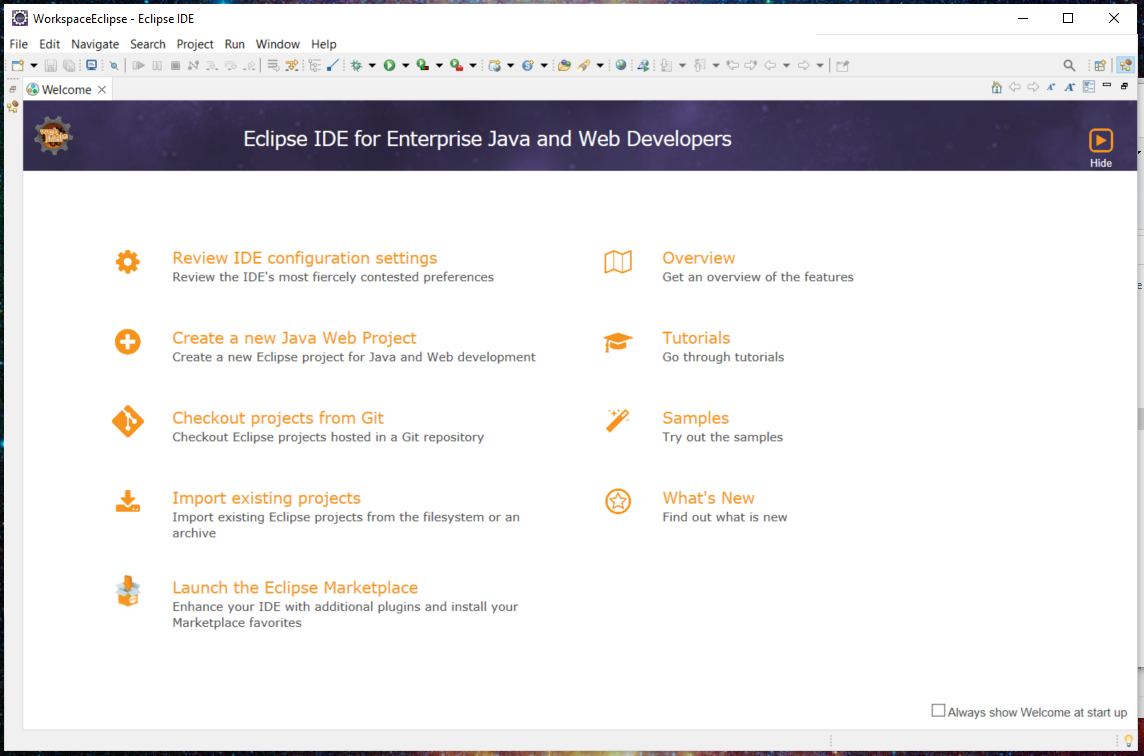 WorkspaceEclipse - Eclipse IDE
File Edit Navigate Search Project Run Window Help
Welcome
Eclipse IDE for Enterprise Java and Web Developers
Hide
Review IDE configuration settings
Review the IDE's most fiercely contested preferences
Overview
Get an overview of the features
Create a new Java Web Project
Create a new Eclipse project for Java and Web development
Tutorials
Go through tutorials
Checkout projects from Git
Checkout Eclipse projects hosted in a Git repository
Samples
Try out the samples
Import existing projects
Import existing Eclipse projects from the filesystem or an
archive
What's New
Find out what is new
Launch the Eclipse Marketplace
Enhance your IDE with additional plugins and install your
Marketplace favorites
Always show Welcome at start up